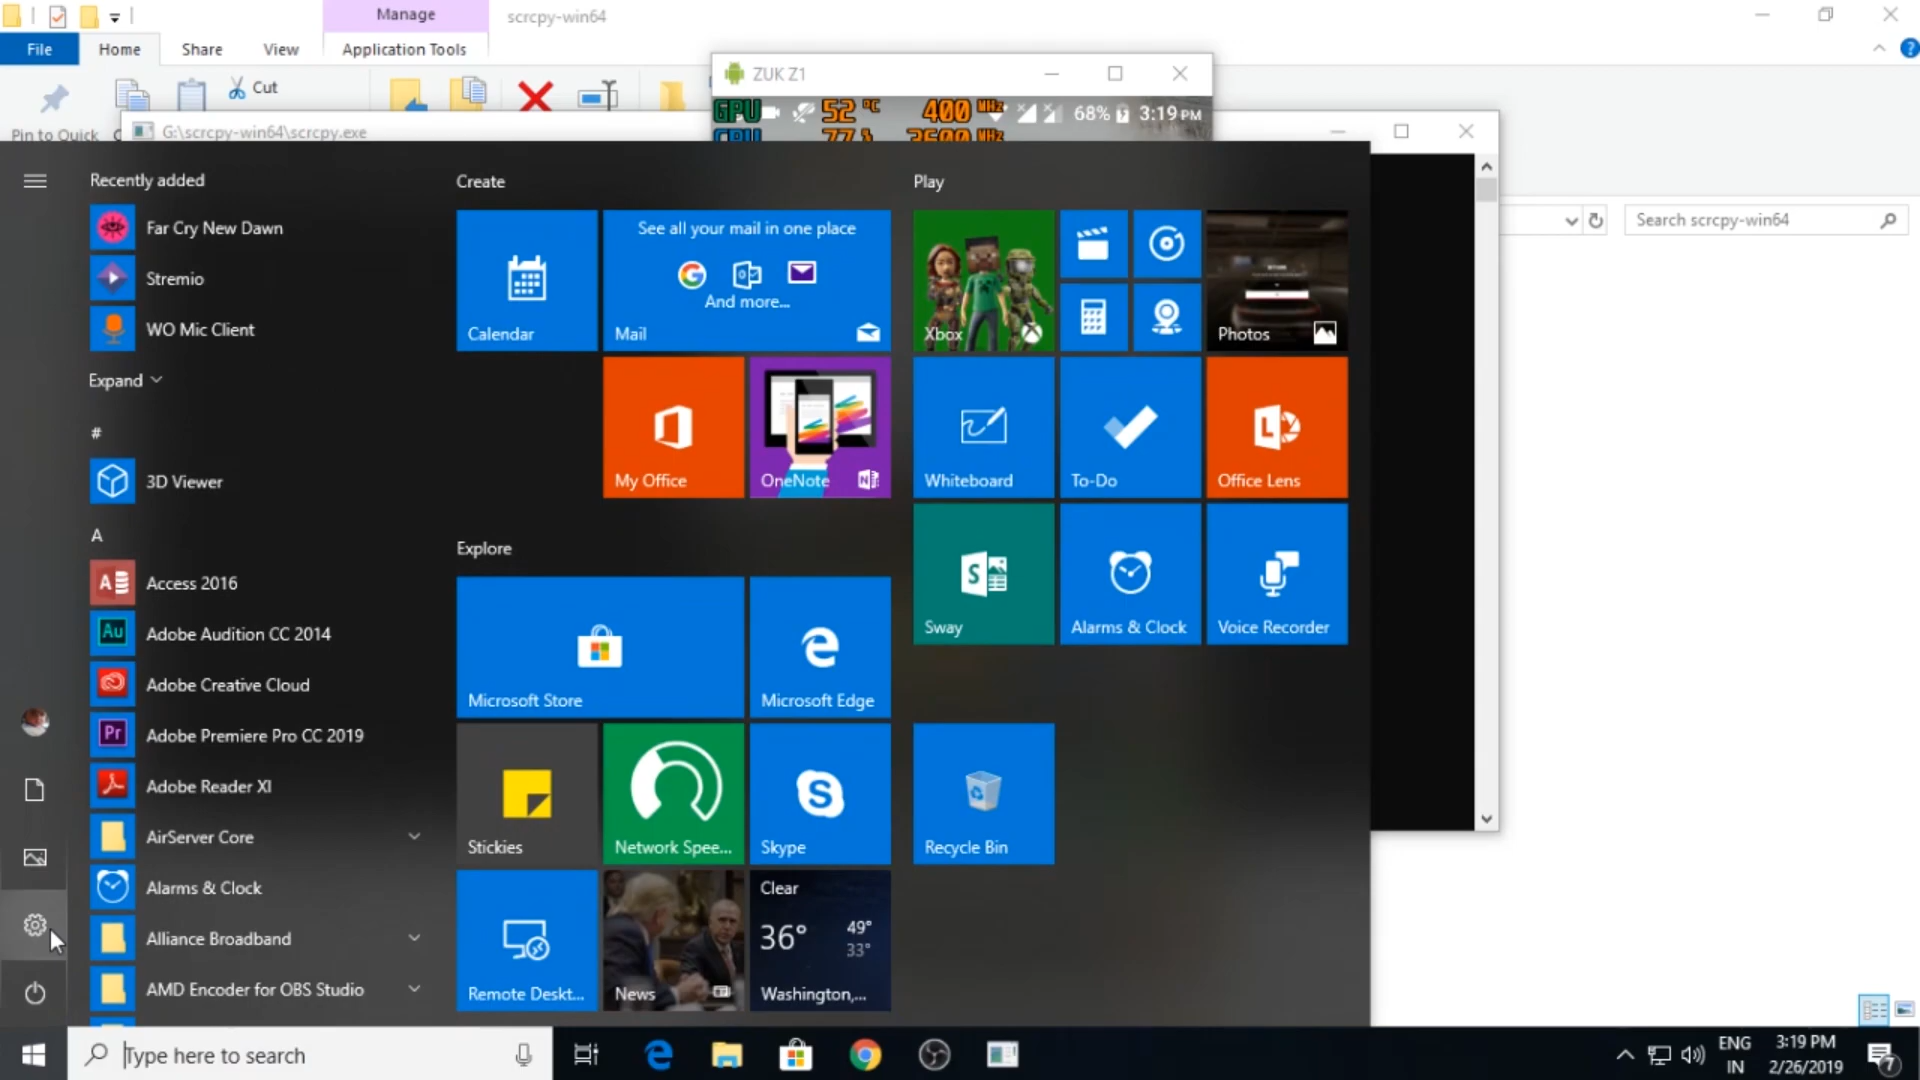 Manage
scrcpy-win64
File
Home
Share
View
Application Tools
Cut
Pin to Quick
G:\scrcpy-win64\scrcpy.exe
ZUK Z1
GPU 52 °C 400 MHz
68% 3:19 PM
CPU 77 % 3500 MHz
Search scrcpy-win64
Recently added
Far Cry New Dawn
Stremio
WO Mic Client
Expand
#
3D Viewer
A
Access 2016
Adobe Audition CC 2014
Adobe Creative Cloud
Adobe Premiere Pro CC 2019
Adobe Reader XI
AirServer Core
Alarms & Clock
Alliance Broadband
AMD Encoder for OBS Studio
Create
Calendar
See all your mail in one place
And more...
Mail
My Office
OneNote
Explore
Microsoft Store
Microsoft Edge
Stickies
Network Spee...
Skype
Remote Deskt...
News
Clear
36° 49°
33°
Washington,...
Play
Xbox
Photos
Whiteboard
To-Do
Office Lens
Sway
Alarms & Clock
Voice Recorder
Recycle Bin
Type here to search
ENG
IN
3:19 PM
2/26/2019
7